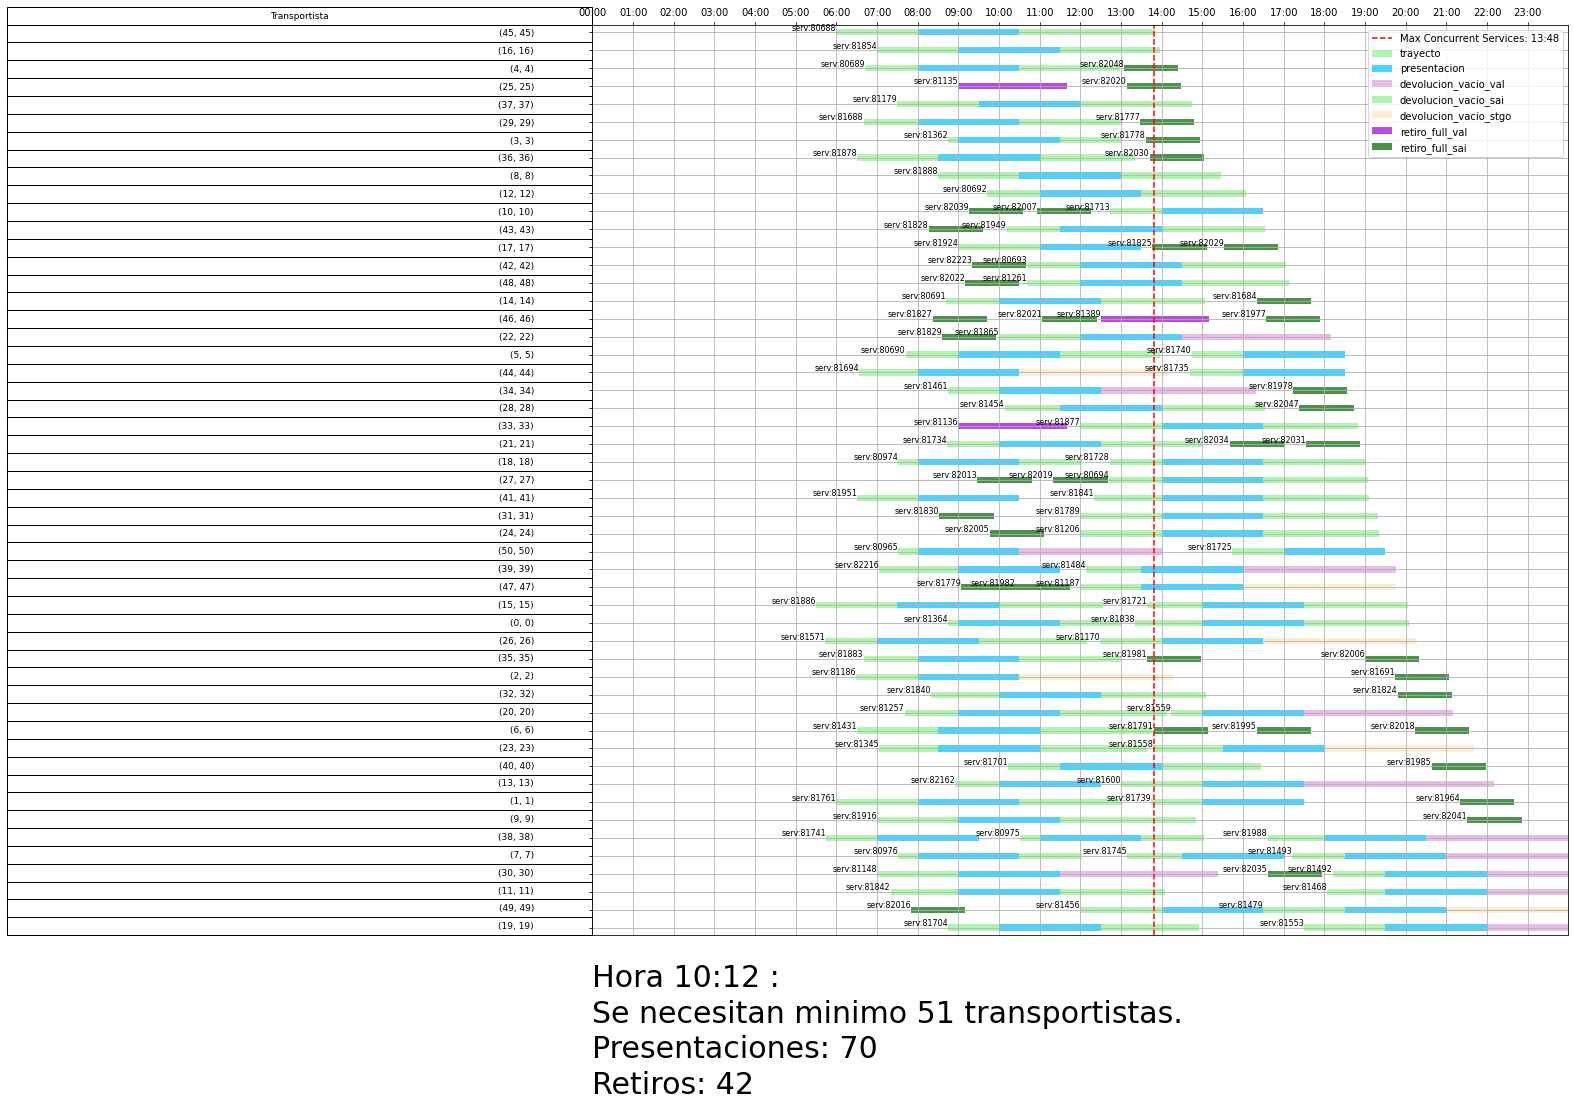 Transportista
00:00 01:00 02:00 03:00 04:00 05:00 06:00 07:00 08:00 09:00 10:00 11:00 12:00 13:00 14:00 15:00 16:00 17:00 18:00 19:00 20:00 21:00 22:00 23:00
Max Concurrent Services: 13:48
trayecto
presentacion
devolucion_vacio_val
devolucion_vacio_sai
devolucion_vacio_stgo
retiro_full_val
retiro_full_sai
(45, 45) serv:80688
(16, 16) serv:81854
(4, 4) serv:80689 serv:82048
(25, 25) serv:81135 serv:82020
(37, 37) serv:81179
(29, 29) serv:81688 serv:81777
(3, 3) serv:81362 serv:81778
(36, 36) serv:81878 serv:82030
(8, 8) serv:81888
(12, 12) serv:80692
(10, 10) serv:82039 serv:82007 serv:81713
(43, 43) serv:81828 serv:81949
(17, 17) serv:81924 serv:81825 serv:82029
(42, 42) serv:82223 serv:80693
(48, 48) serv:82022 serv:81261
(14, 14) serv:80691 serv:81684
(46, 46) serv:81827 serv:82021 serv:81389 serv:81977
(22, 22) serv:81829 serv:81865
(5, 5) serv:80690 serv:81740
(44, 44) serv:81694 serv:81735
(34, 34) serv:81461 serv:81978
(28, 28) serv:81454 serv:82047
(33, 33) serv:81136 serv:81877
(21, 21) serv:81734 serv:82034 serv:82031
(18, 18) serv:80974 serv:81728
(27, 27) serv:82013 serv:82019 serv:80694
(41, 41) serv:81951 serv:81841
(31, 31) serv:81830 serv:81789
(24, 24) serv:82005 serv:81206
(50, 50) serv:80965 serv:81725
(39, 39) serv:82216 serv:81484
(47, 47) serv:81779 serv:81982 serv:81187
(15, 15) serv:81886 serv:81721
(0, 0) serv:81364 serv:81838
(26, 26) serv:81571 serv:81170
(35, 35) serv:81883 serv:81981 serv:82006
(2, 2) serv:81186 serv:81691
(32, 32) serv:81840 serv:81824
(20, 20) serv:81257 serv:81559
(6, 6) serv:81431 serv:81791 serv:81995 serv:82018
(23, 23) serv:81345 serv:81558
(40, 40) serv:81701 serv:81985
(13, 13) serv:82162 serv:81600
(1, 1) serv:81761 serv:81739 serv:81964
(9, 9) serv:81916 serv:82041
(38, 38) serv:81741 serv:80975 serv:81988
(7, 7) serv:80976 serv:81745 serv:81493
(30, 30) serv:81148 serv:82035 serv:81492
(11, 11) serv:81842 serv:81468
(49, 49) serv:82016 serv:81456 serv:81479
(19, 19) serv:81704 serv:81553
Hora 10:12 :
Se necesitan minimo 51 transportistas.
Presentaciones: 70
Retiros: 42